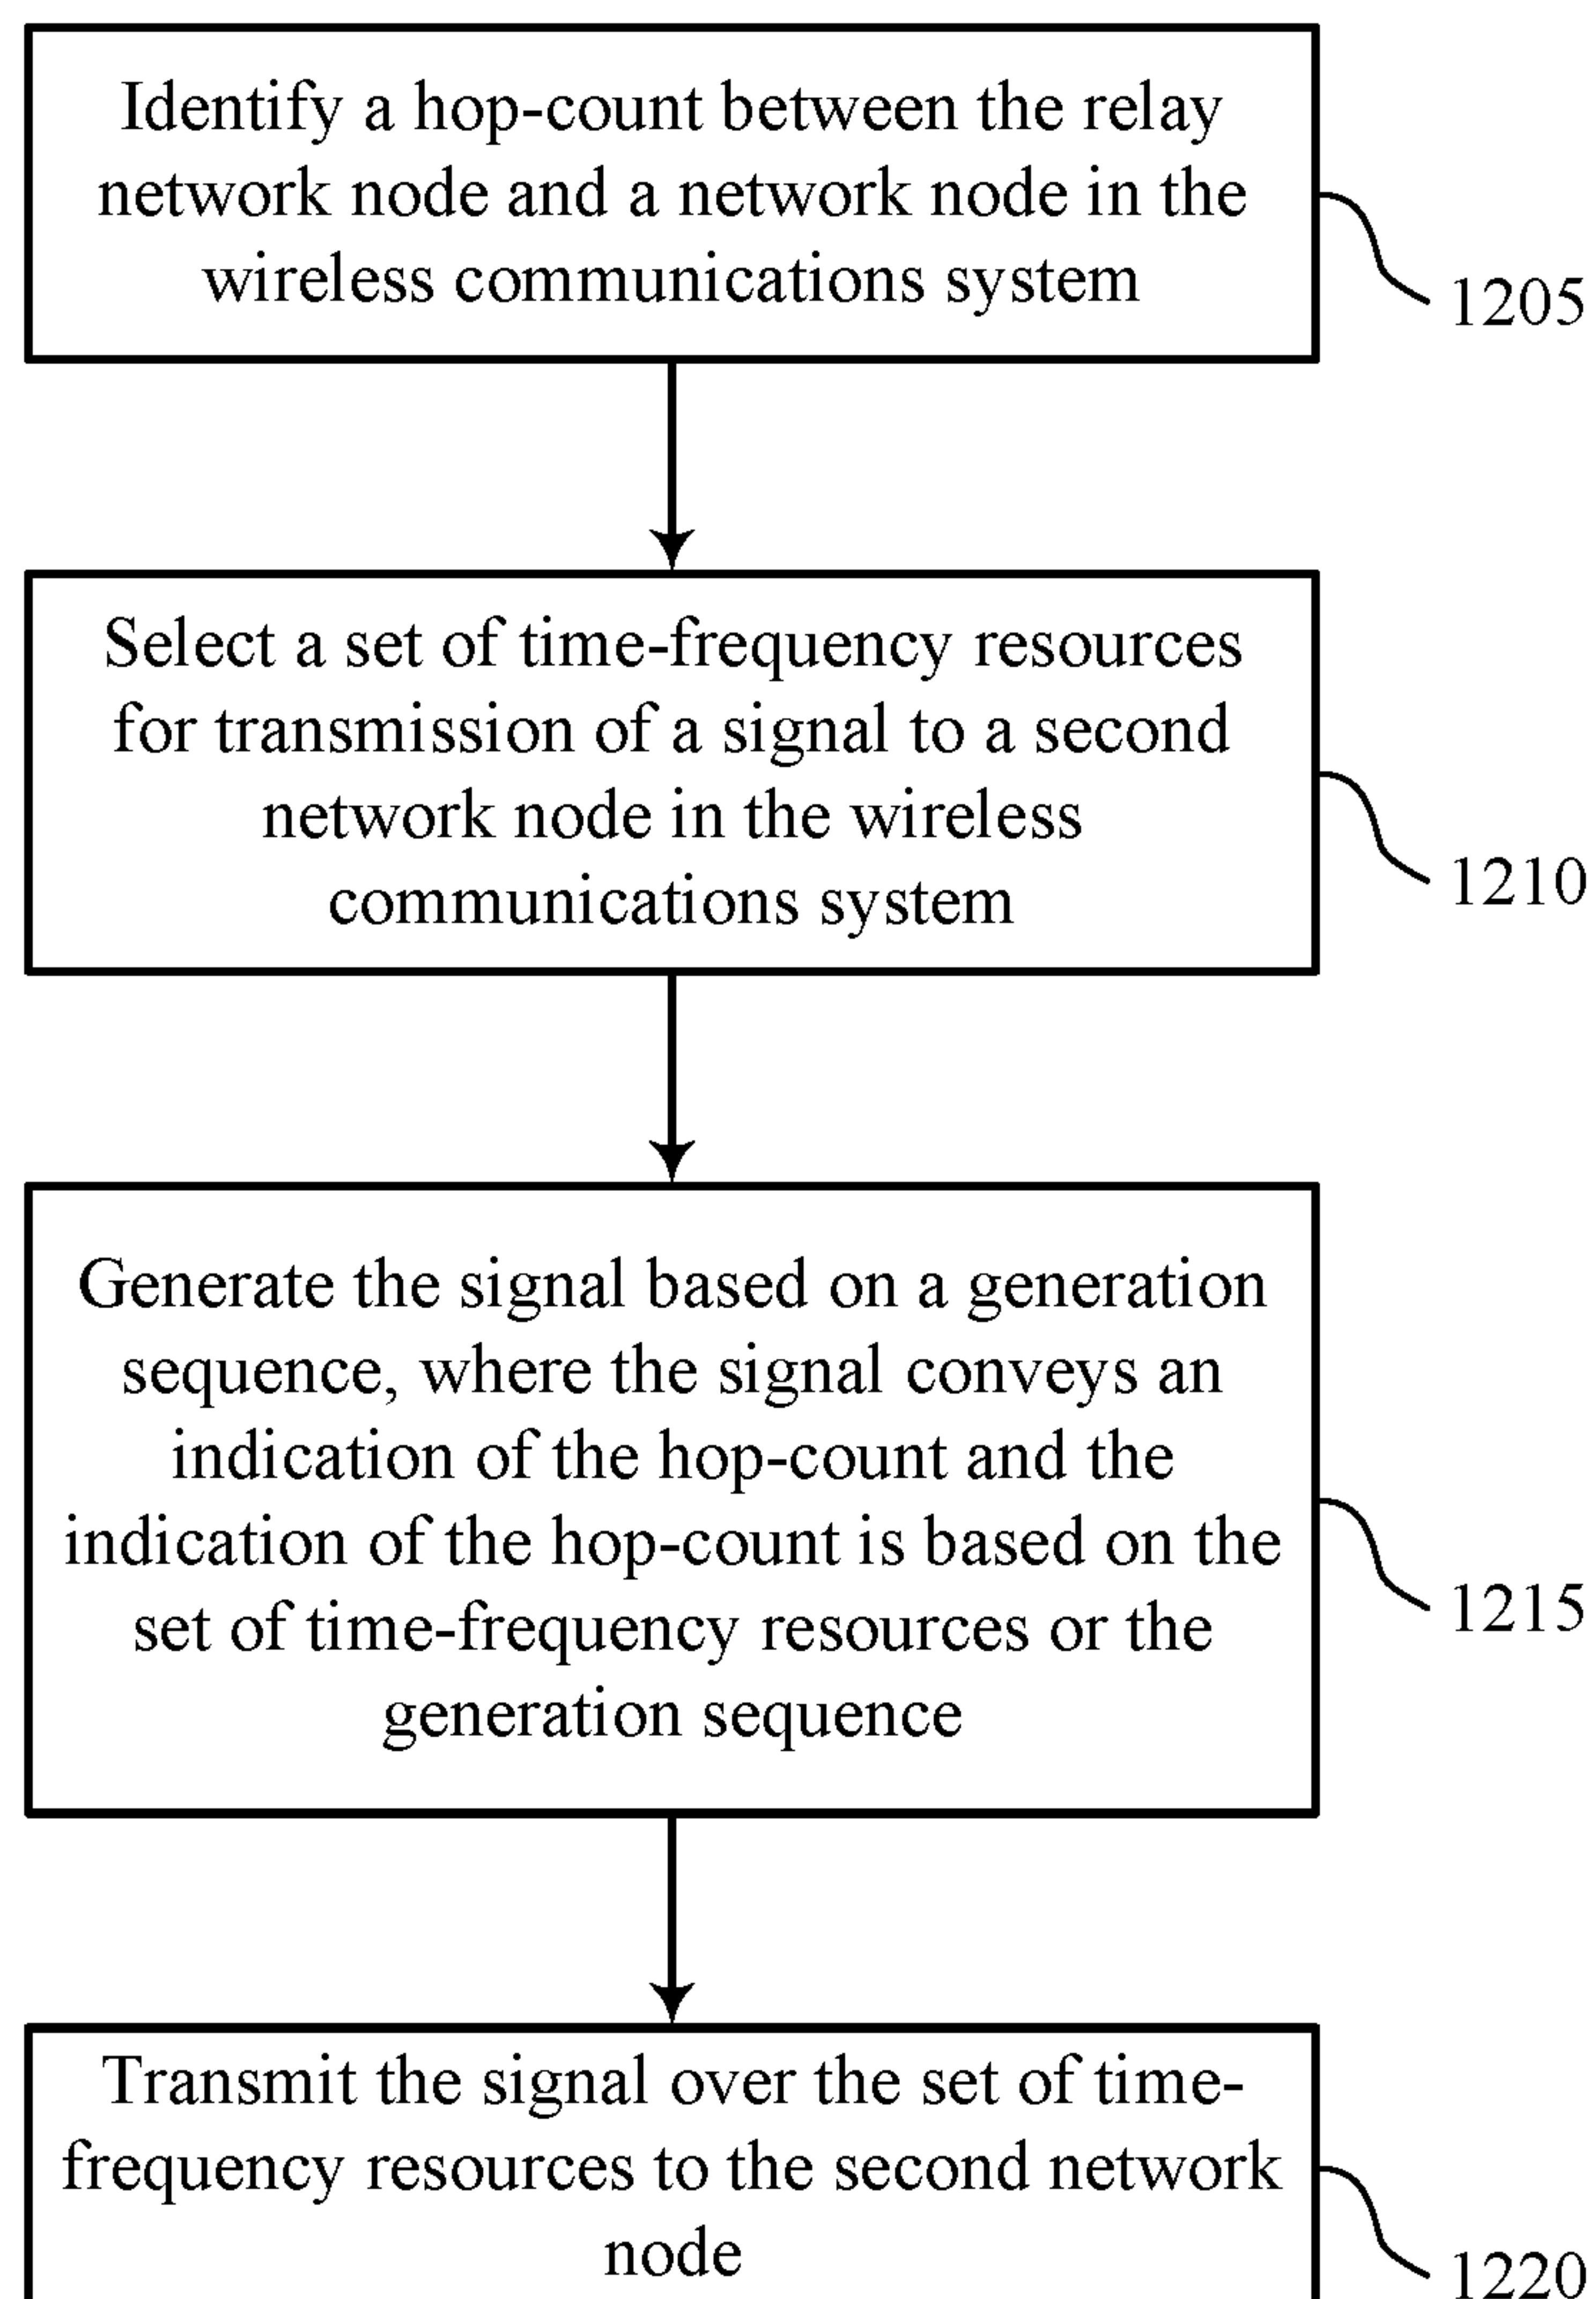 Identify a hop-count between the relay
network node and a network node in the
wireless communications system
1205
Select a set of time-frequency resources
for transmission of a signal to a second
network node in the wireless
communications system
1210
Generate the signal based on a generation
sequence, where the signal conveys an
indication of the hop-count and the
indication of the hop-count is based on the
set of time-frequency resources or the
generation sequence
1215
Transmit the signal over the set of time-
frequency resources to the second network
node
1220